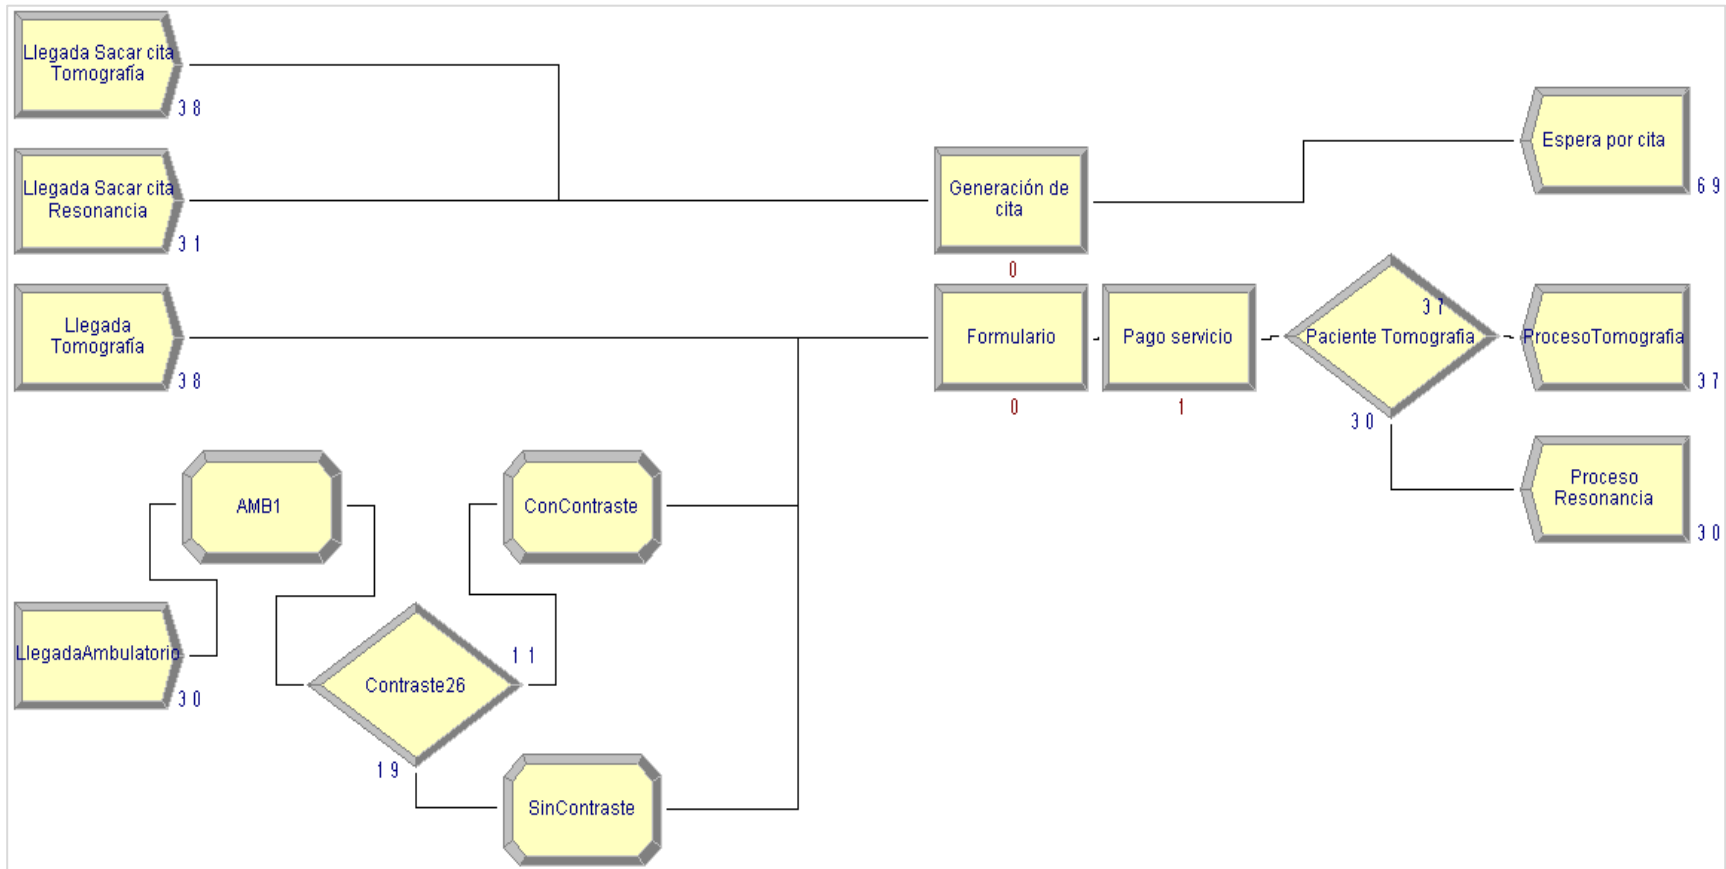 Llegada Sacar cita
Tomografía
38
Llegada Sacar cita
Resonancia
31
Generación de
cita
0
Espera por cita
69
Llegada
Tomografía
38
Formulario
0
Pago servicio
1
37
Paciente Tomografia
30
ProcesoTomografia
37
Proceso
Resonancia
30
AMB1
ConContraste
LlegadaAmbulatorio
30
11
Contraste26
19
SinContraste